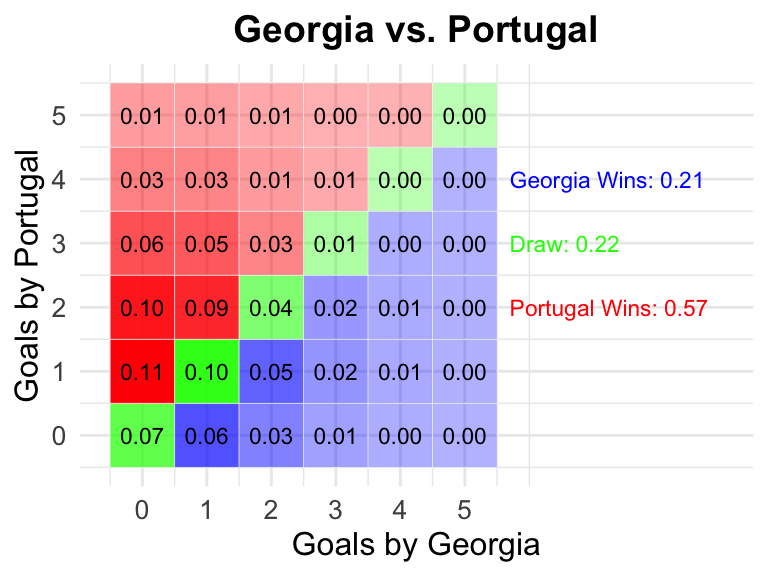 Georgia vs. Portugal
Goals by Portugal
5 0.01 0.01 0.01 0.00 0.00 0.00
4 0.03 0.03 0.01 0.01 0.00 0.00 Georgia Wins: 0.21
3 0.06 0.05 0.03 0.01 0.00 0.00 Draw: 0.22
2 0.10 0.09 0.04 0.02 0.01 0.00 Portugal Wins: 0.57
1 0.11 0.10 0.05 0.02 0.01 0.00
0 0.07 0.06 0.03 0.01 0.00 0.00
0 1 2 3 4 5
Goals by Georgia